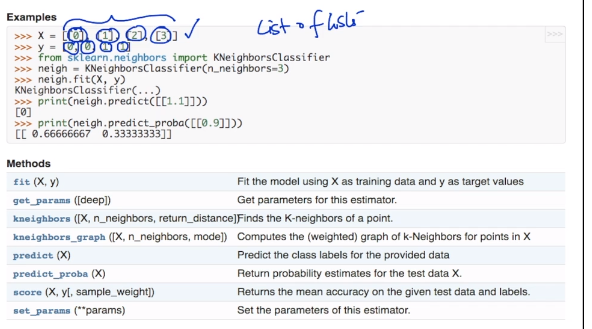 Examples
List of lists
>>> X = [[0], [1], [2], [3]]
>>> y = [0, 0, 1, 1]
>>> from sklearn.neighbors import KNeighborsClassifier
>>> neigh = KNeighborsClassifier(n_neighbors=3)
>>> neigh.fit(X, y)
KNeighborsClassifier(...)
>>> print(neigh.predict([[1.1]]))
[0]
>>> print(neigh.predict_proba([[0.9]]))
[[ 0.66666667 0.33333333]]
>>>
Methods
fit (X, y) Fit the model using X as training data and y as target values
get_params ([deep]) Get parameters for this estimator.
kneighbors ([X, n_neighbors, return_distance]) Finds the K-neighbors of a point.
kneighbors_graph ([X, n_neighbors, mode]) Computes the (weighted) graph of k-Neighbors for points in X
predict (X) Predict the class labels for the provided data
predict_proba (X) Return probability estimates for the test data X.
score (X, y[, sample_weight]) Returns the mean accuracy on the given test data and labels.
set_params (**params) Set the parameters of this estimator.